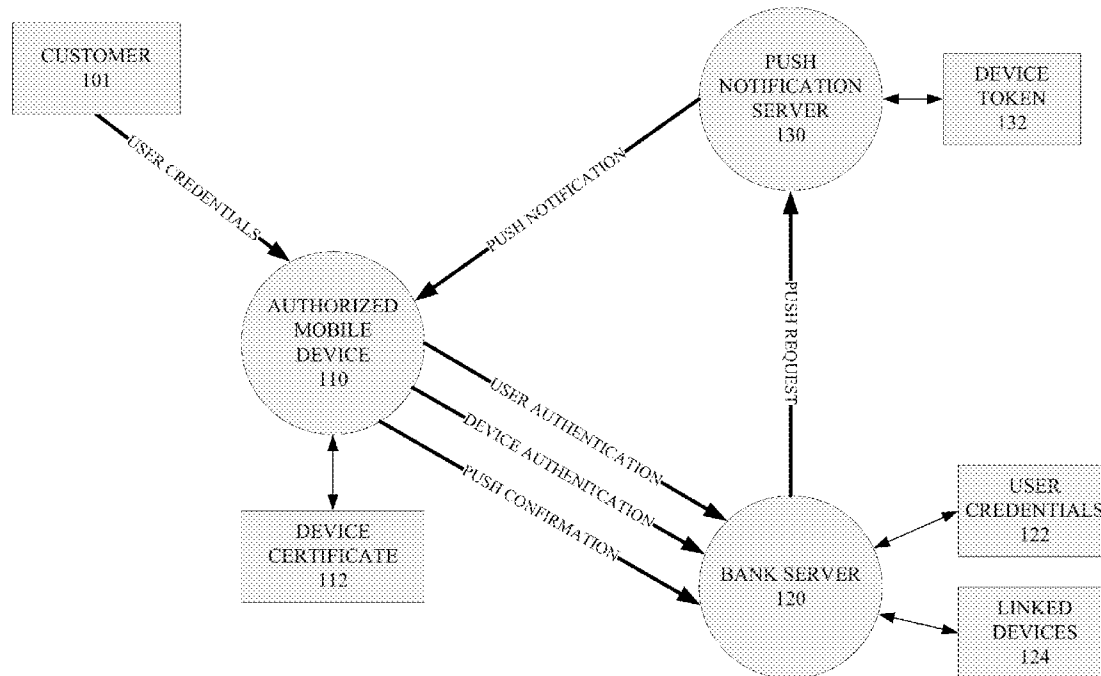 CUSTOMER
101
USER CREDENTIALS
PUSH
NOTIFICATION
SERVER
130
DEVICE
TOKEN
132
PUSH NOTIFICATION
AUTHORIZED
MOBILE
DEVICE
110
PUSH REQUEST
USER AUTHENTICATION
DEVICE AUTHENITCATION
PUSH CONFIRMATION
DEVICE
CERTIFICATE
112
BANK SERVER
120
USER
CREDENTIALS
122
LINKED
DEVICES
124